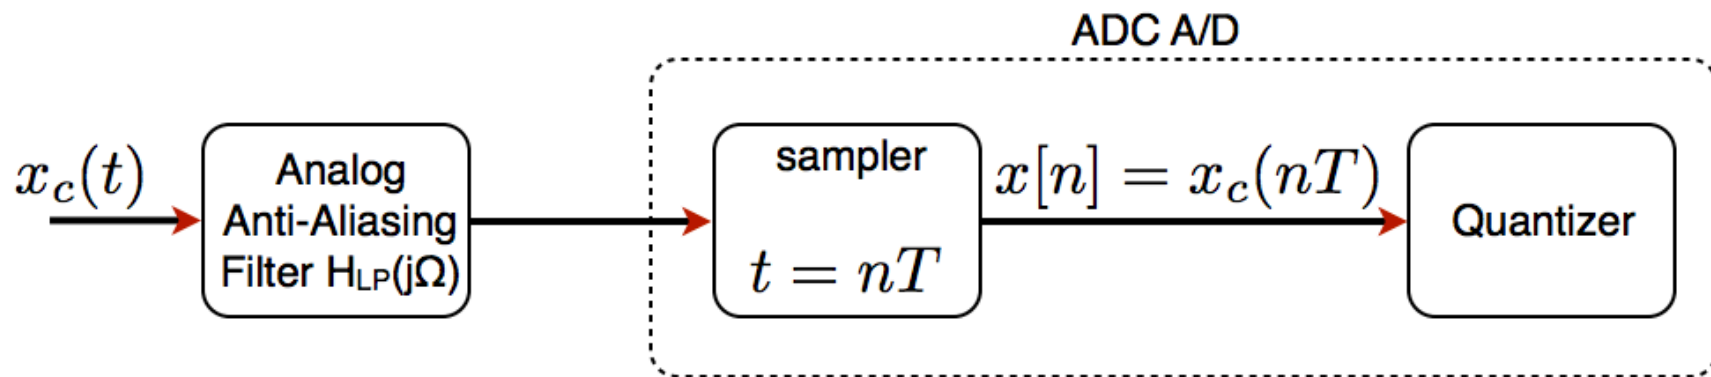 ADC A/D
x_c(t)
Analog
Anti-Aliasing
Filter H_LP(jΩ)
sampler
t = nT
x[n] = x_c(nT)
Quantizer